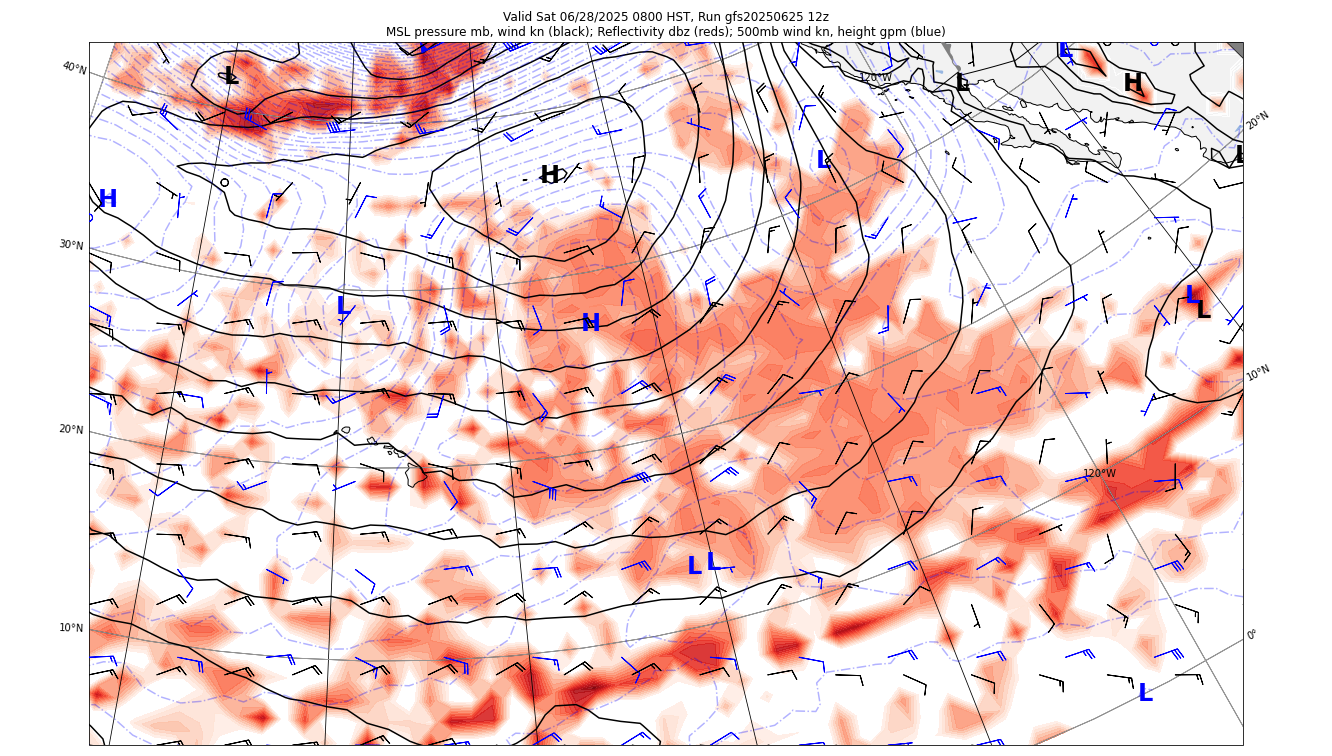 Valid Sat 06/28/2025 0800 HST, Run gfs20250625 12z
MSL pressure mb, wind kn (black); Reflectivity dbz (reds); 500mb wind kn, height gpm (blue)
L
L
40°N
L
120°W
L
H
20°N
L
L
H
H
30°N
L
L
L
H
10°N
20°N
120°W
L
L
10°N
0°
L